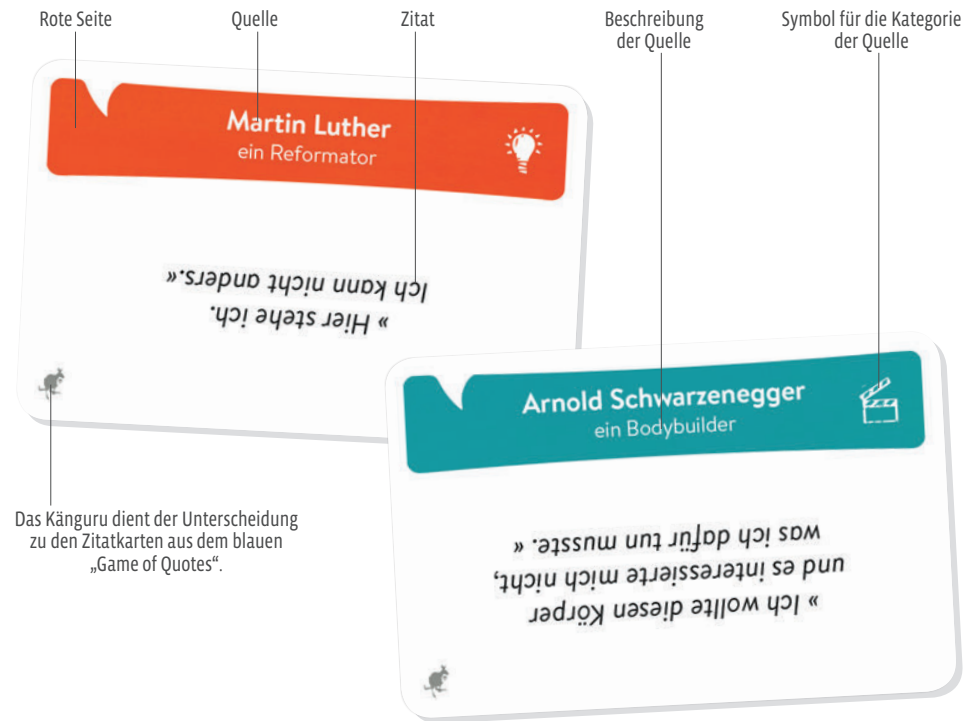 Rote Seite
Quelle
Zitat
Beschreibung
der Quelle
Symbol für die Kategorie
der Quelle
Martin Luther
ein Reformator
» Hier stehe ich.
Ich kann nicht anders.«
Arnold Schwarzenegger
ein Bodybuilder
» Ich wollte diesen Körper
und es interessierte mich nicht,
was ich dafür tun musste. «
Das Känguru dient der Unterscheidung
zu den Zitatkarten aus dem blauen
„Game of Quotes“.